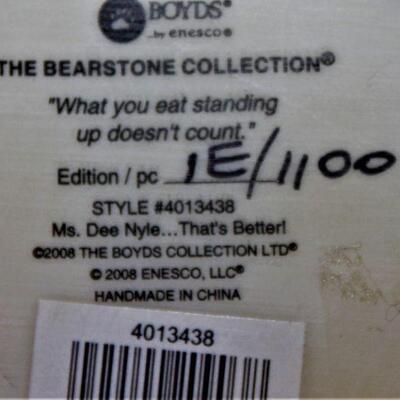 BOYDS®
...by enesco®
THE BEARSTONE COLLECTION®
"What you eat standing
up doesn't count."
Edition / pc 1E/1100
STYLE #4013438
Ms. Dee Nyle...That's Better!
©2008 THE BOYDS COLLECTION LTD®
© 2008 ENESCO, LLC®
HANDMADE IN CHINA
4013438